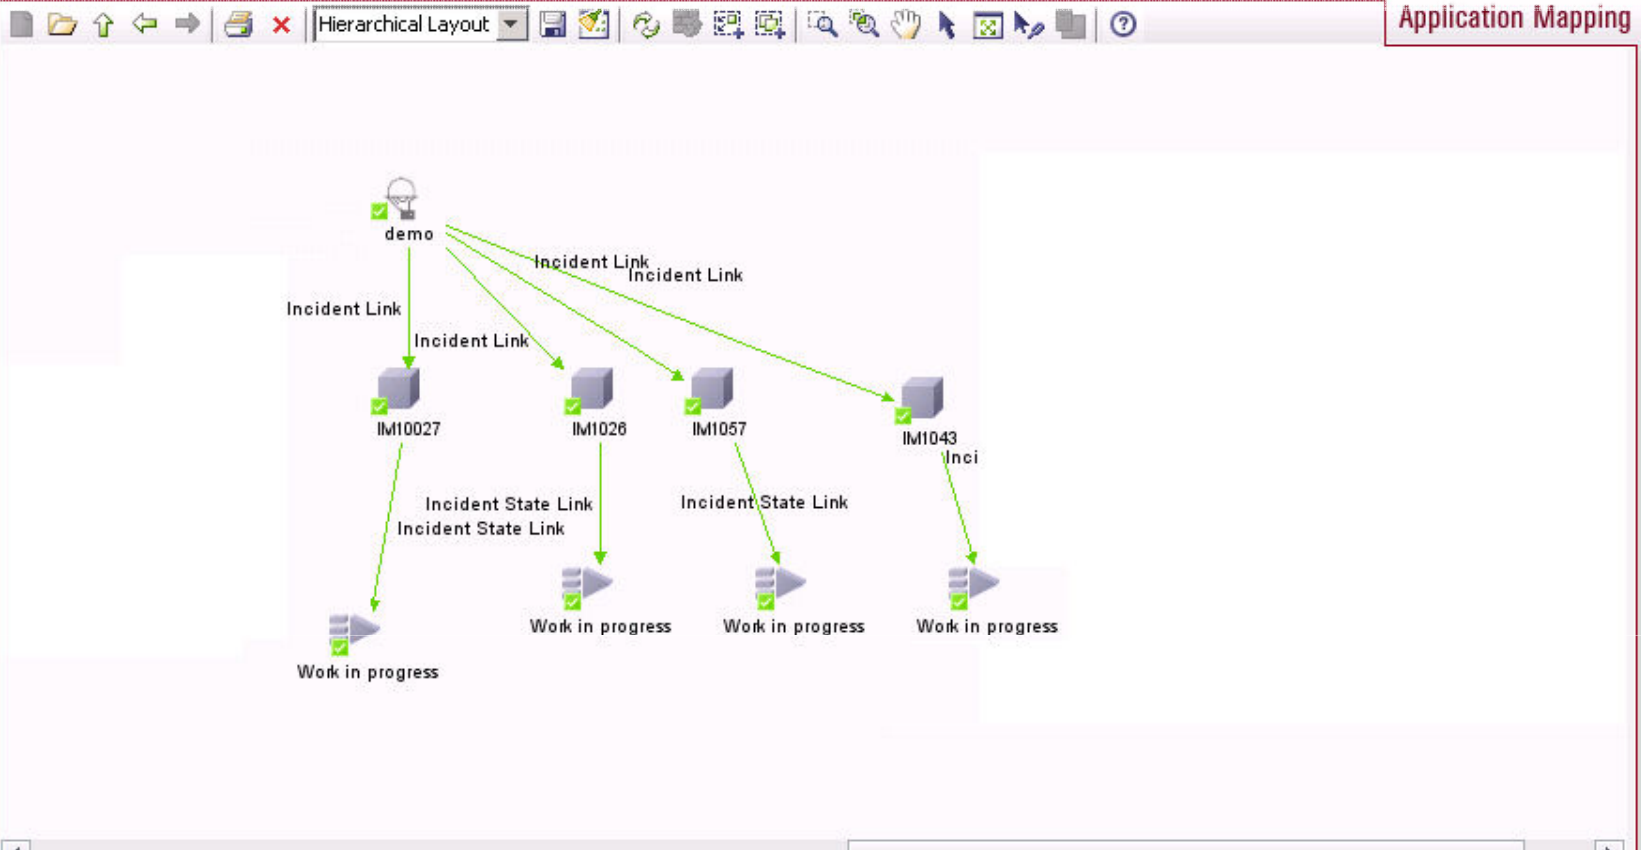 Hierarchical Layout
Application Mapping
demo
Incident Link
Incident Link
Incident Link
Incident Link
IM10027
IM1026
IM1057
IM1043
Inci
Incident State Link
Incident State Link
Incident State Link
Work in progress
Work in progress
Work in progress
Work in progress